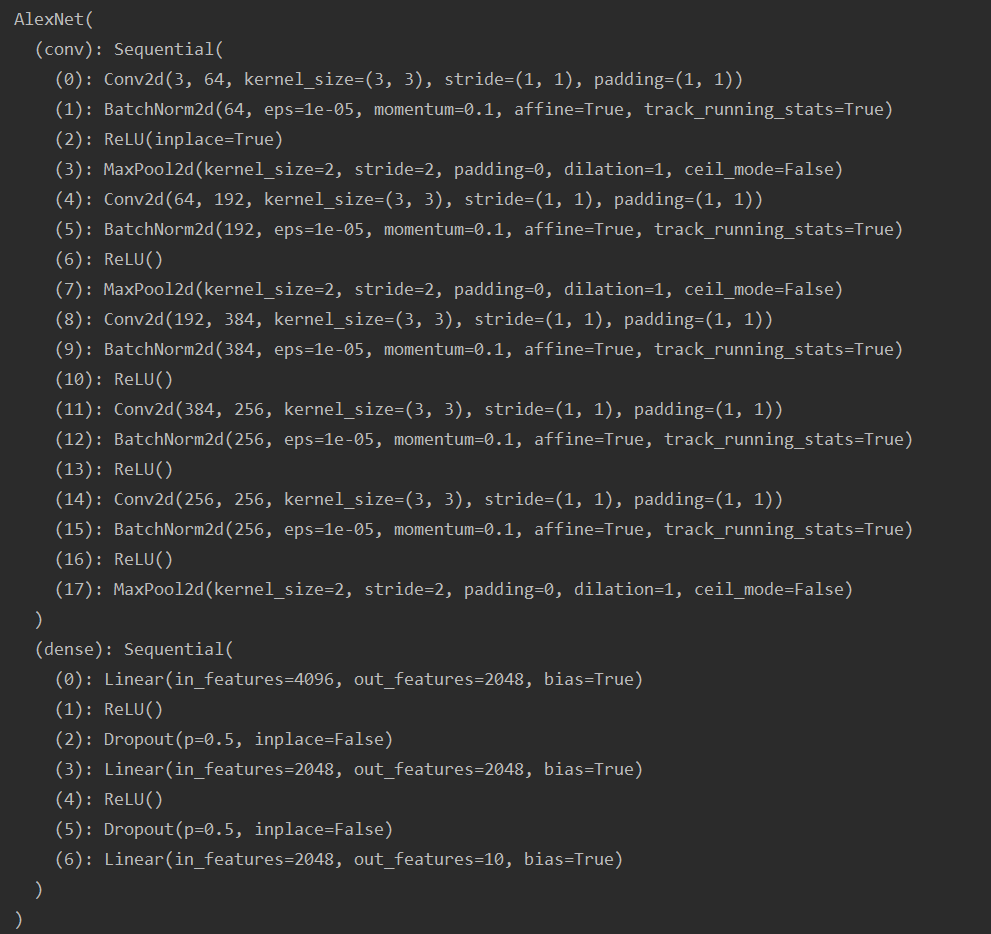 AlexNet(
  (conv): Sequential(
    (0): Conv2d(3, 64, kernel_size=(3, 3), stride=(1, 1), padding=(1, 1))
    (1): BatchNorm2d(64, eps=1e-05, momentum=0.1, affine=True, track_running_stats=True)
    (2): ReLU(inplace=True)
    (3): MaxPool2d(kernel_size=2, stride=2, padding=0, dilation=1, ceil_mode=False)
    (4): Conv2d(64, 192, kernel_size=(3, 3), stride=(1, 1), padding=(1, 1))
    (5): BatchNorm2d(192, eps=1e-05, momentum=0.1, affine=True, track_running_stats=True)
    (6): ReLU()
    (7): MaxPool2d(kernel_size=2, stride=2, padding=0, dilation=1, ceil_mode=False)
    (8): Conv2d(192, 384, kernel_size=(3, 3), stride=(1, 1), padding=(1, 1))
    (9): BatchNorm2d(384, eps=1e-05, momentum=0.1, affine=True, track_running_stats=True)
    (10): ReLU()
    (11): Conv2d(384, 256, kernel_size=(3, 3), stride=(1, 1), padding=(1, 1))
    (12): BatchNorm2d(256, eps=1e-05, momentum=0.1, affine=True, track_running_stats=True)
    (13): ReLU()
    (14): Conv2d(256, 256, kernel_size=(3, 3), stride=(1, 1), padding=(1, 1))
    (15): BatchNorm2d(256, eps=1e-05, momentum=0.1, affine=True, track_running_stats=True)
    (16): ReLU()
    (17): MaxPool2d(kernel_size=2, stride=2, padding=0, dilation=1, ceil_mode=False)
  )
  (dense): Sequential(
    (0): Linear(in_features=4096, out_features=2048, bias=True)
    (1): ReLU()
    (2): Dropout(p=0.5, inplace=False)
    (3): Linear(in_features=2048, out_features=2048, bias=True)
    (4): ReLU()
    (5): Dropout(p=0.5, inplace=False)
    (6): Linear(in_features=2048, out_features=10, bias=True)
  )
)